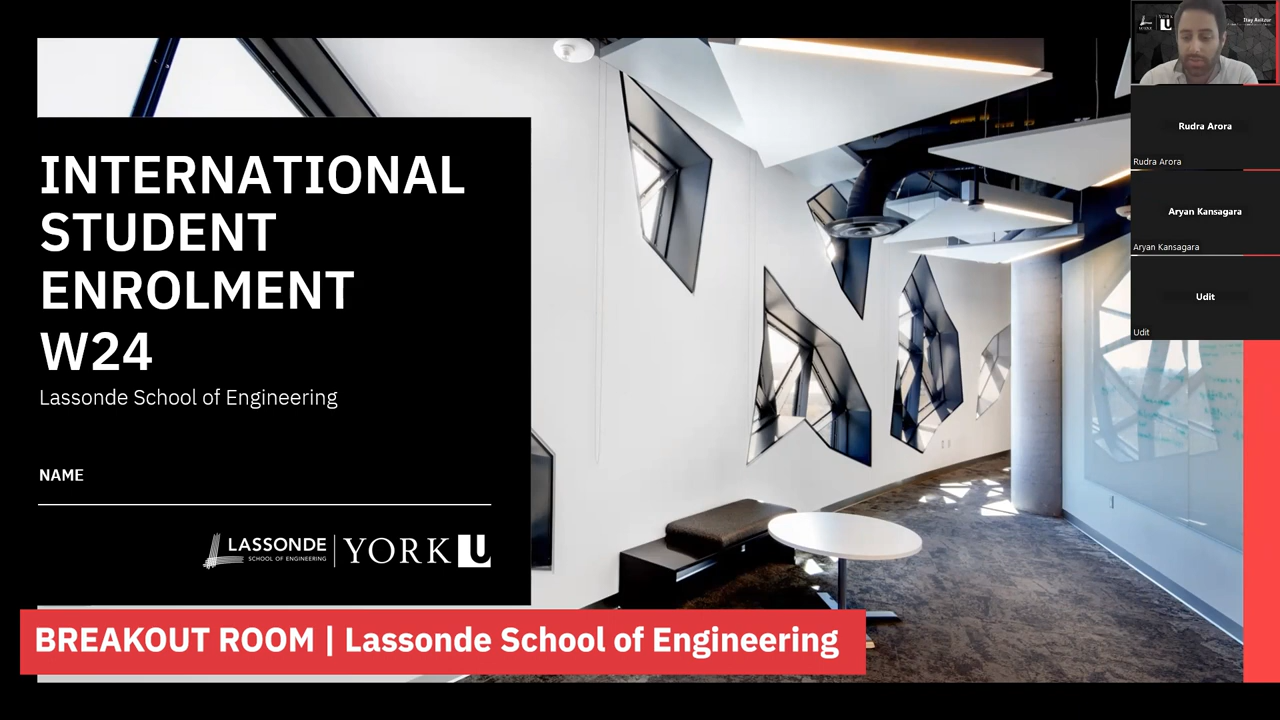 INTERNATIONAL
STUDENT
ENROLMENT
W24
Lassonde School of Engineering
NAME
LASSONDE
SCHOOL OF ENGINEERING
YORK U
BREAKOUT ROOM | Lassonde School of Engineering
Rudra Arora
Rudra Arora
Aryan Kansagara
Aryan Kansagara
Udit
Udit